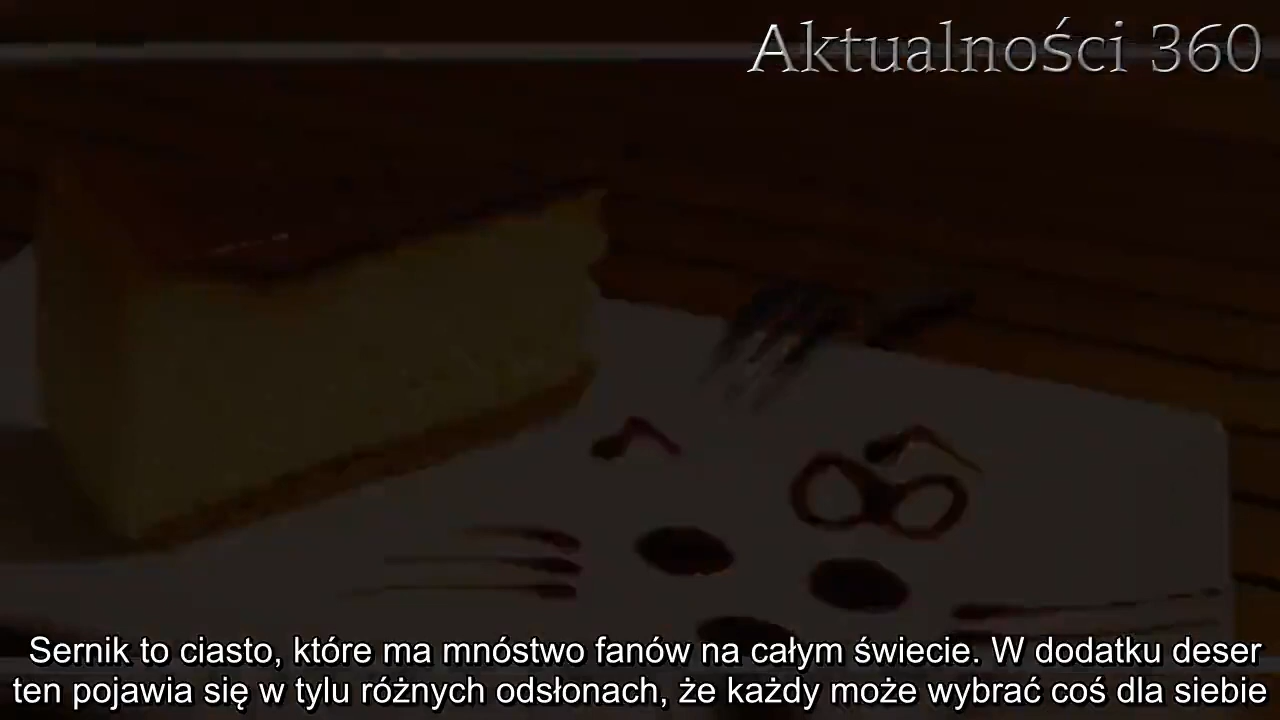 Aktualności 360
Sernik to ciasto, które ma mnóstwo fanów na całym świecie. W dodatku deser
ten pojawia się w tylu różnych odsłonach, że każdy może wybrać coś dla siebie